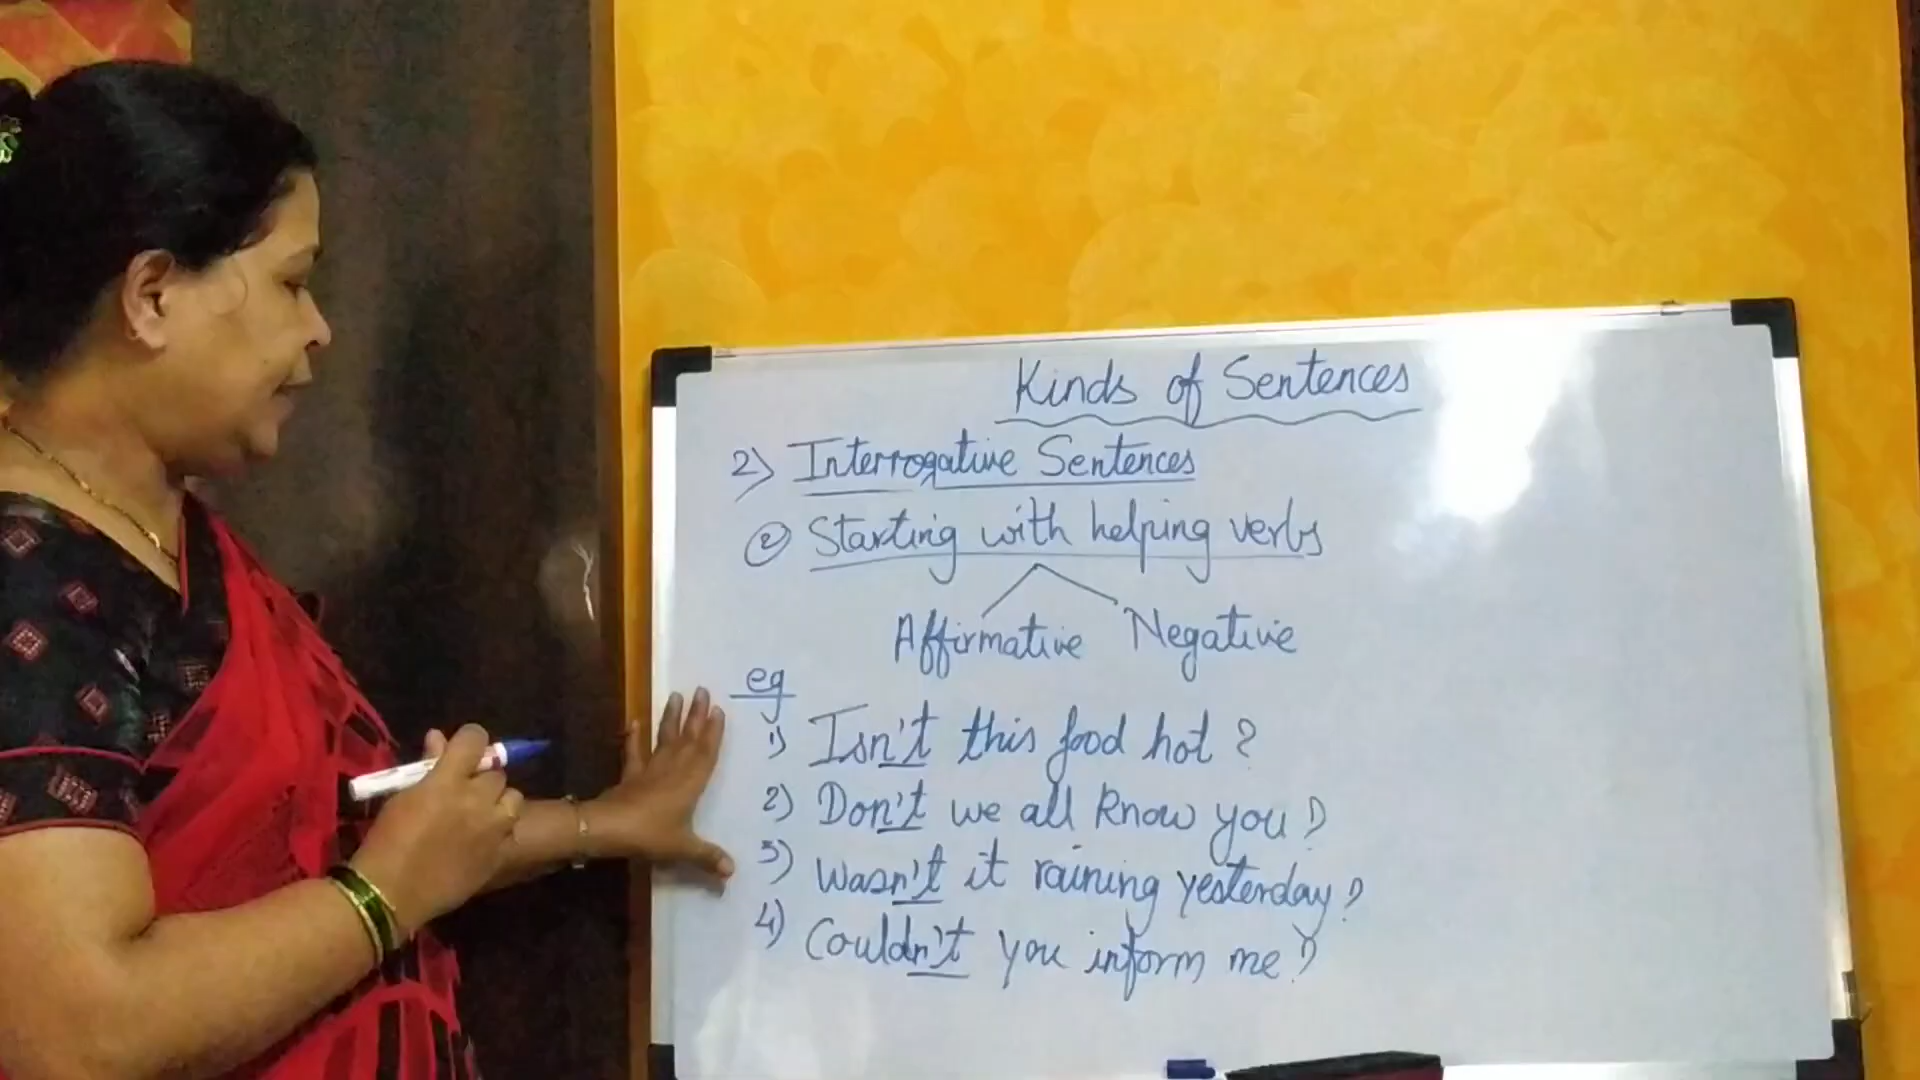 Kinds of Sentences
2) Interrogative Sentences
② Starting with helping verbs
Affirmative Negative
eg
1) Isn't this food hot ?
2) Don't we all know you?
3) Wasn't it raining yesterday?
4) Couldn't you inform me?